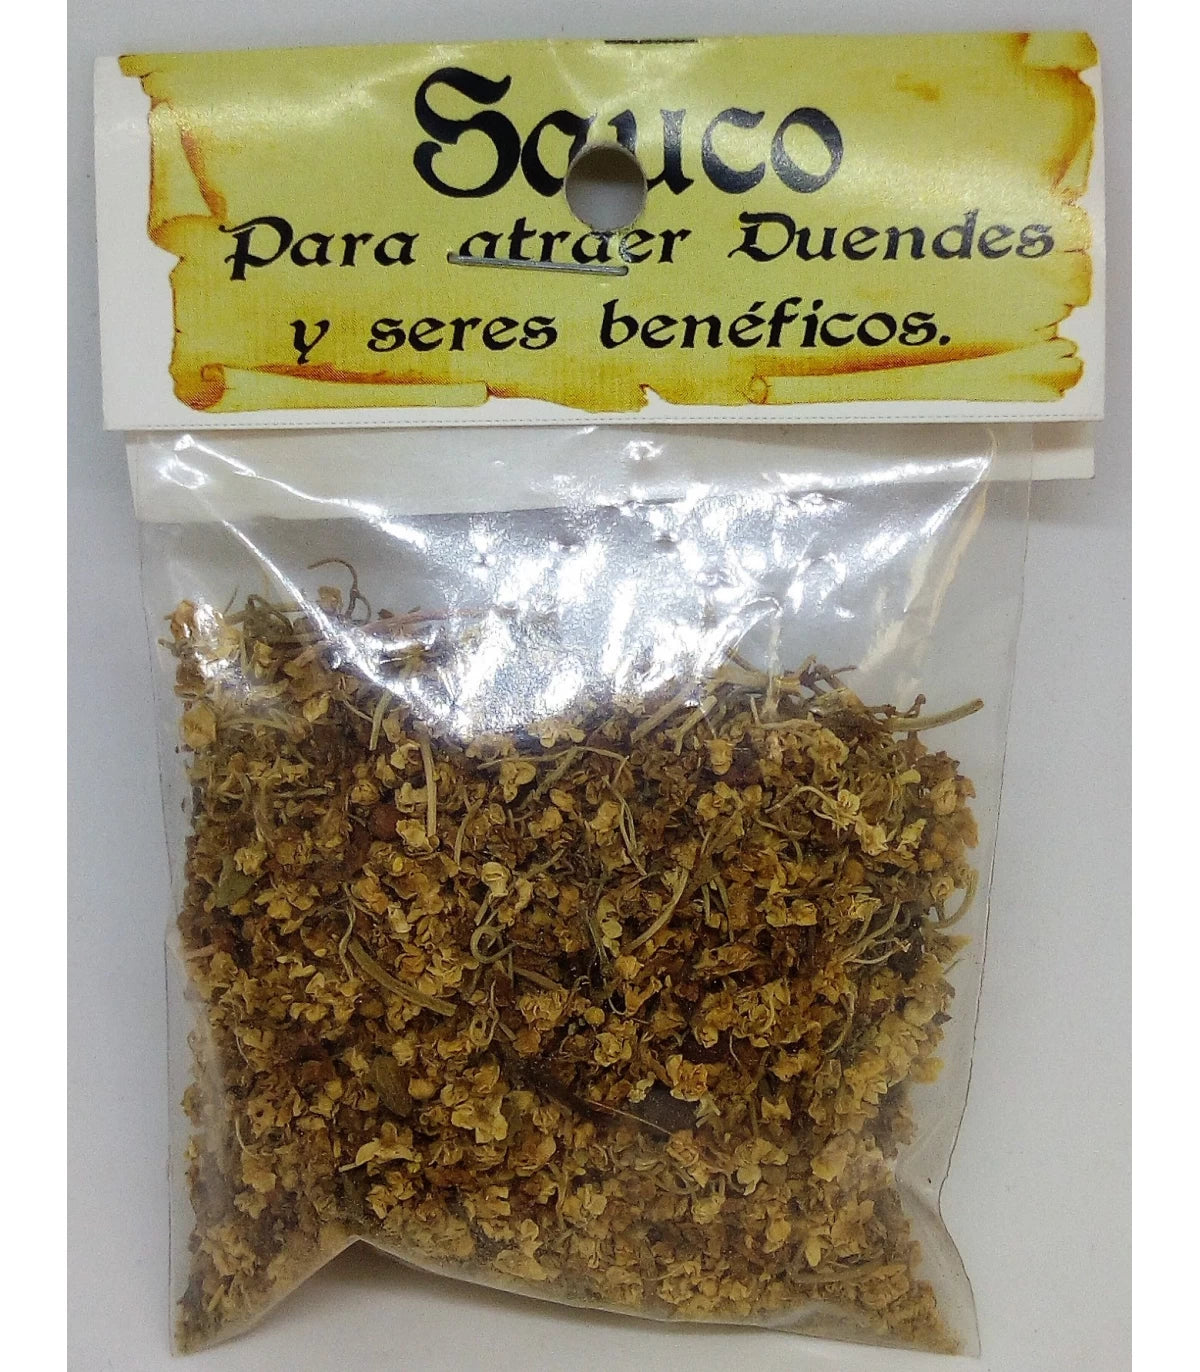 Sauco
Para atraer Duendes
y seres benéficos.